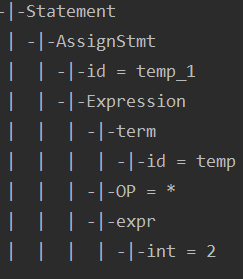 -|-Statement
| -|-AssignStmt
| | -|-id = temp_1
| | -|-Expression
| | | -|-term
| | | | -|-id = temp
| | | -|-OP = *
| | | -|-expr
| | | | -|-int = 2